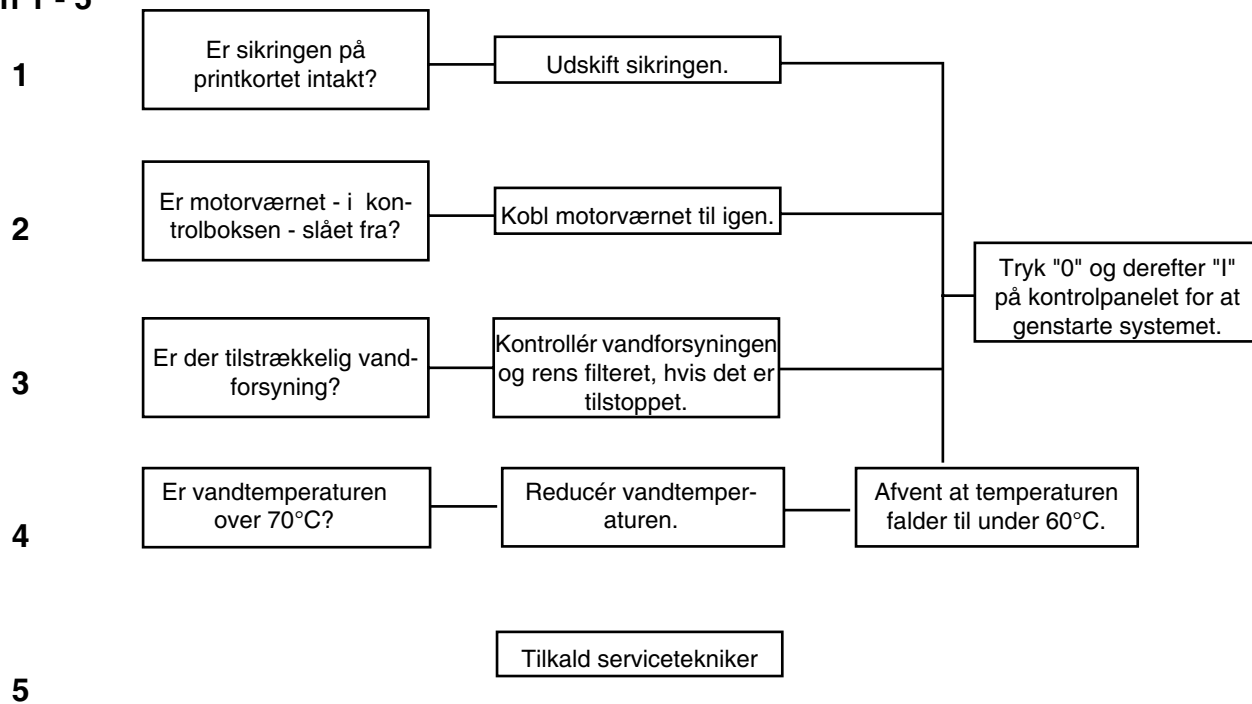 1 - 5
1
Er sikringen på
printkortet intakt?
Udskift sikringen.
2
Er motorværnet - i kon-
trolboksen - slået fra?
Kobl motorværnet til igen.
Tryk "0" og derefter "I"
på kontrolpanelet for at
genstarte systemet.
3
Er der tilstrækkelig vand-
forsyning?
Kontrollér vandforsyningen
og rens filteret, hvis det er
tilstoppet.
4
Er vandtemperaturen
over 70°C?
Reducér vandtemper-
aturen.
Afvent at temperaturen
falder til under 60°C.
5
Tilkald servicetekniker